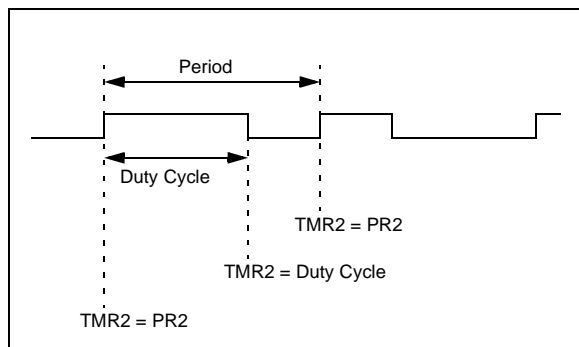 Period
Duty Cycle
TMR2 = PR2
TMR2 = Duty Cycle
TMR2 = PR2